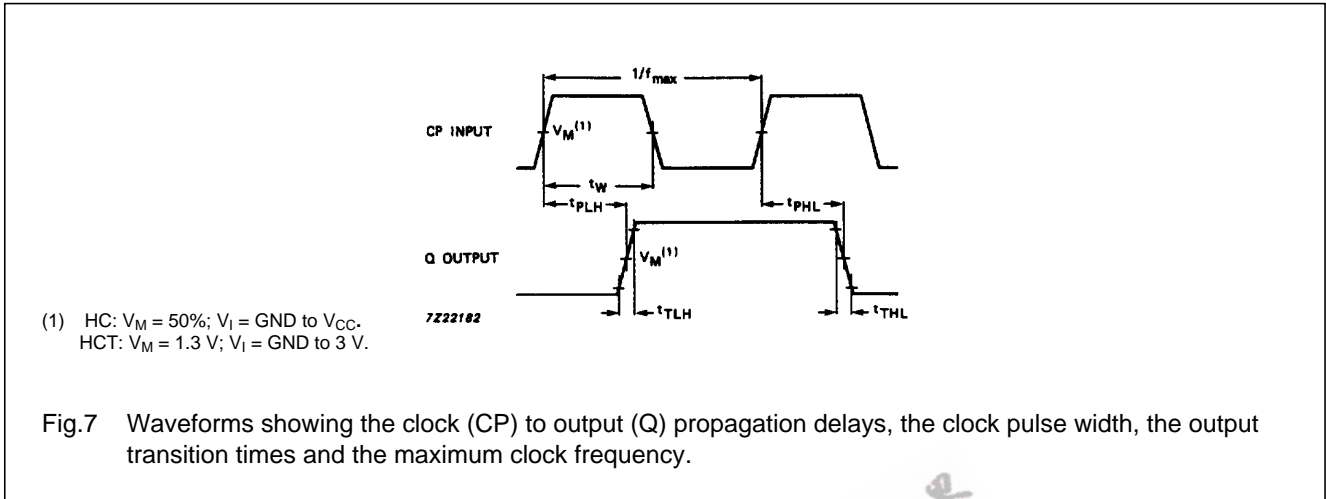 1/fmax
CP INPUT
VM(1)
tW
tPLH
tPHL
Q OUTPUT
VM(1)
tTLH
tTHL
7Z22182
(1) HC: VM = 50%; VI = GND to VCC.
HCT: VM = 1.3 V; VI = GND to 3 V.
Fig.7 Waveforms showing the clock (CP) to output (Q) propagation delays, the clock pulse width, the output
transition times and the maximum clock frequency.